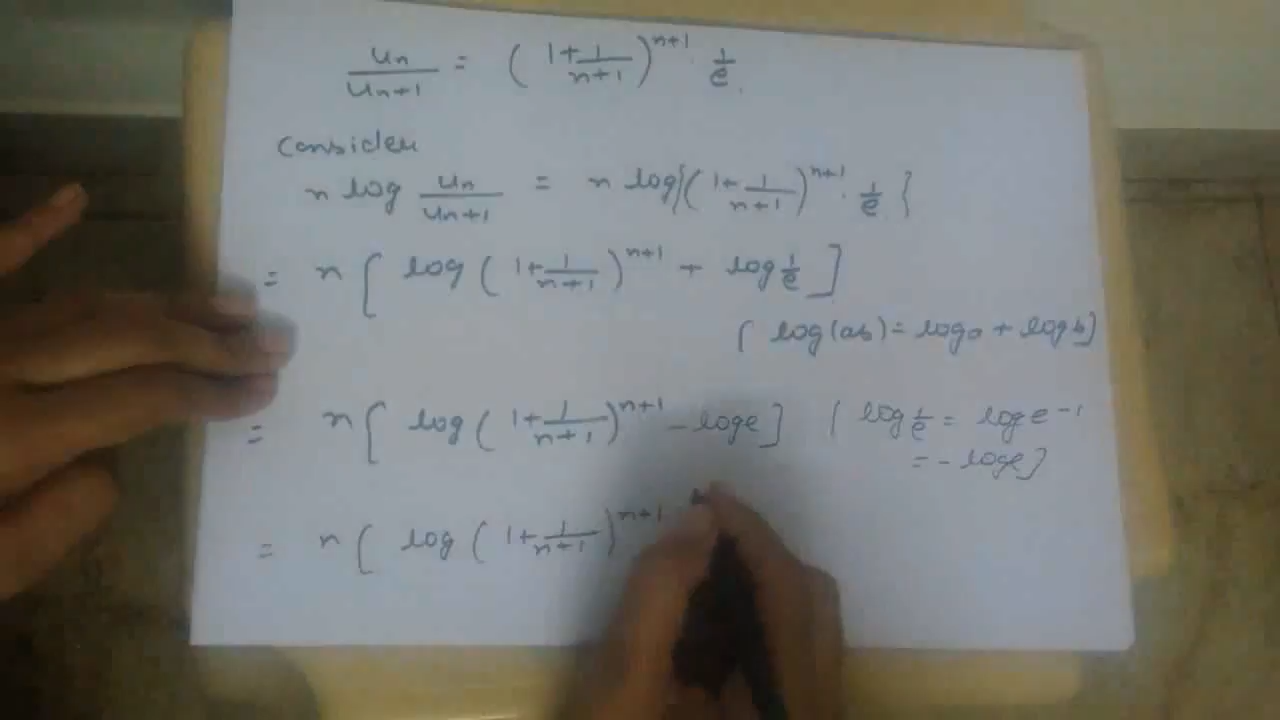 un/un+1 = (1+1/n+1)^n+1 . 1/e.
Consider
n log un/un+1 = n log{(1+1/n+1)^n+1 . 1/e }
= n [ log (1+1/n+1)^n+1 + log 1/e ]
[ log(ab) = log a + log b]
= n [ log (1+1/n+1)^n+1 - log e ] [ log 1/e = log e^-1
= - log e]
= n [ log (1+1/n+1)^n+1